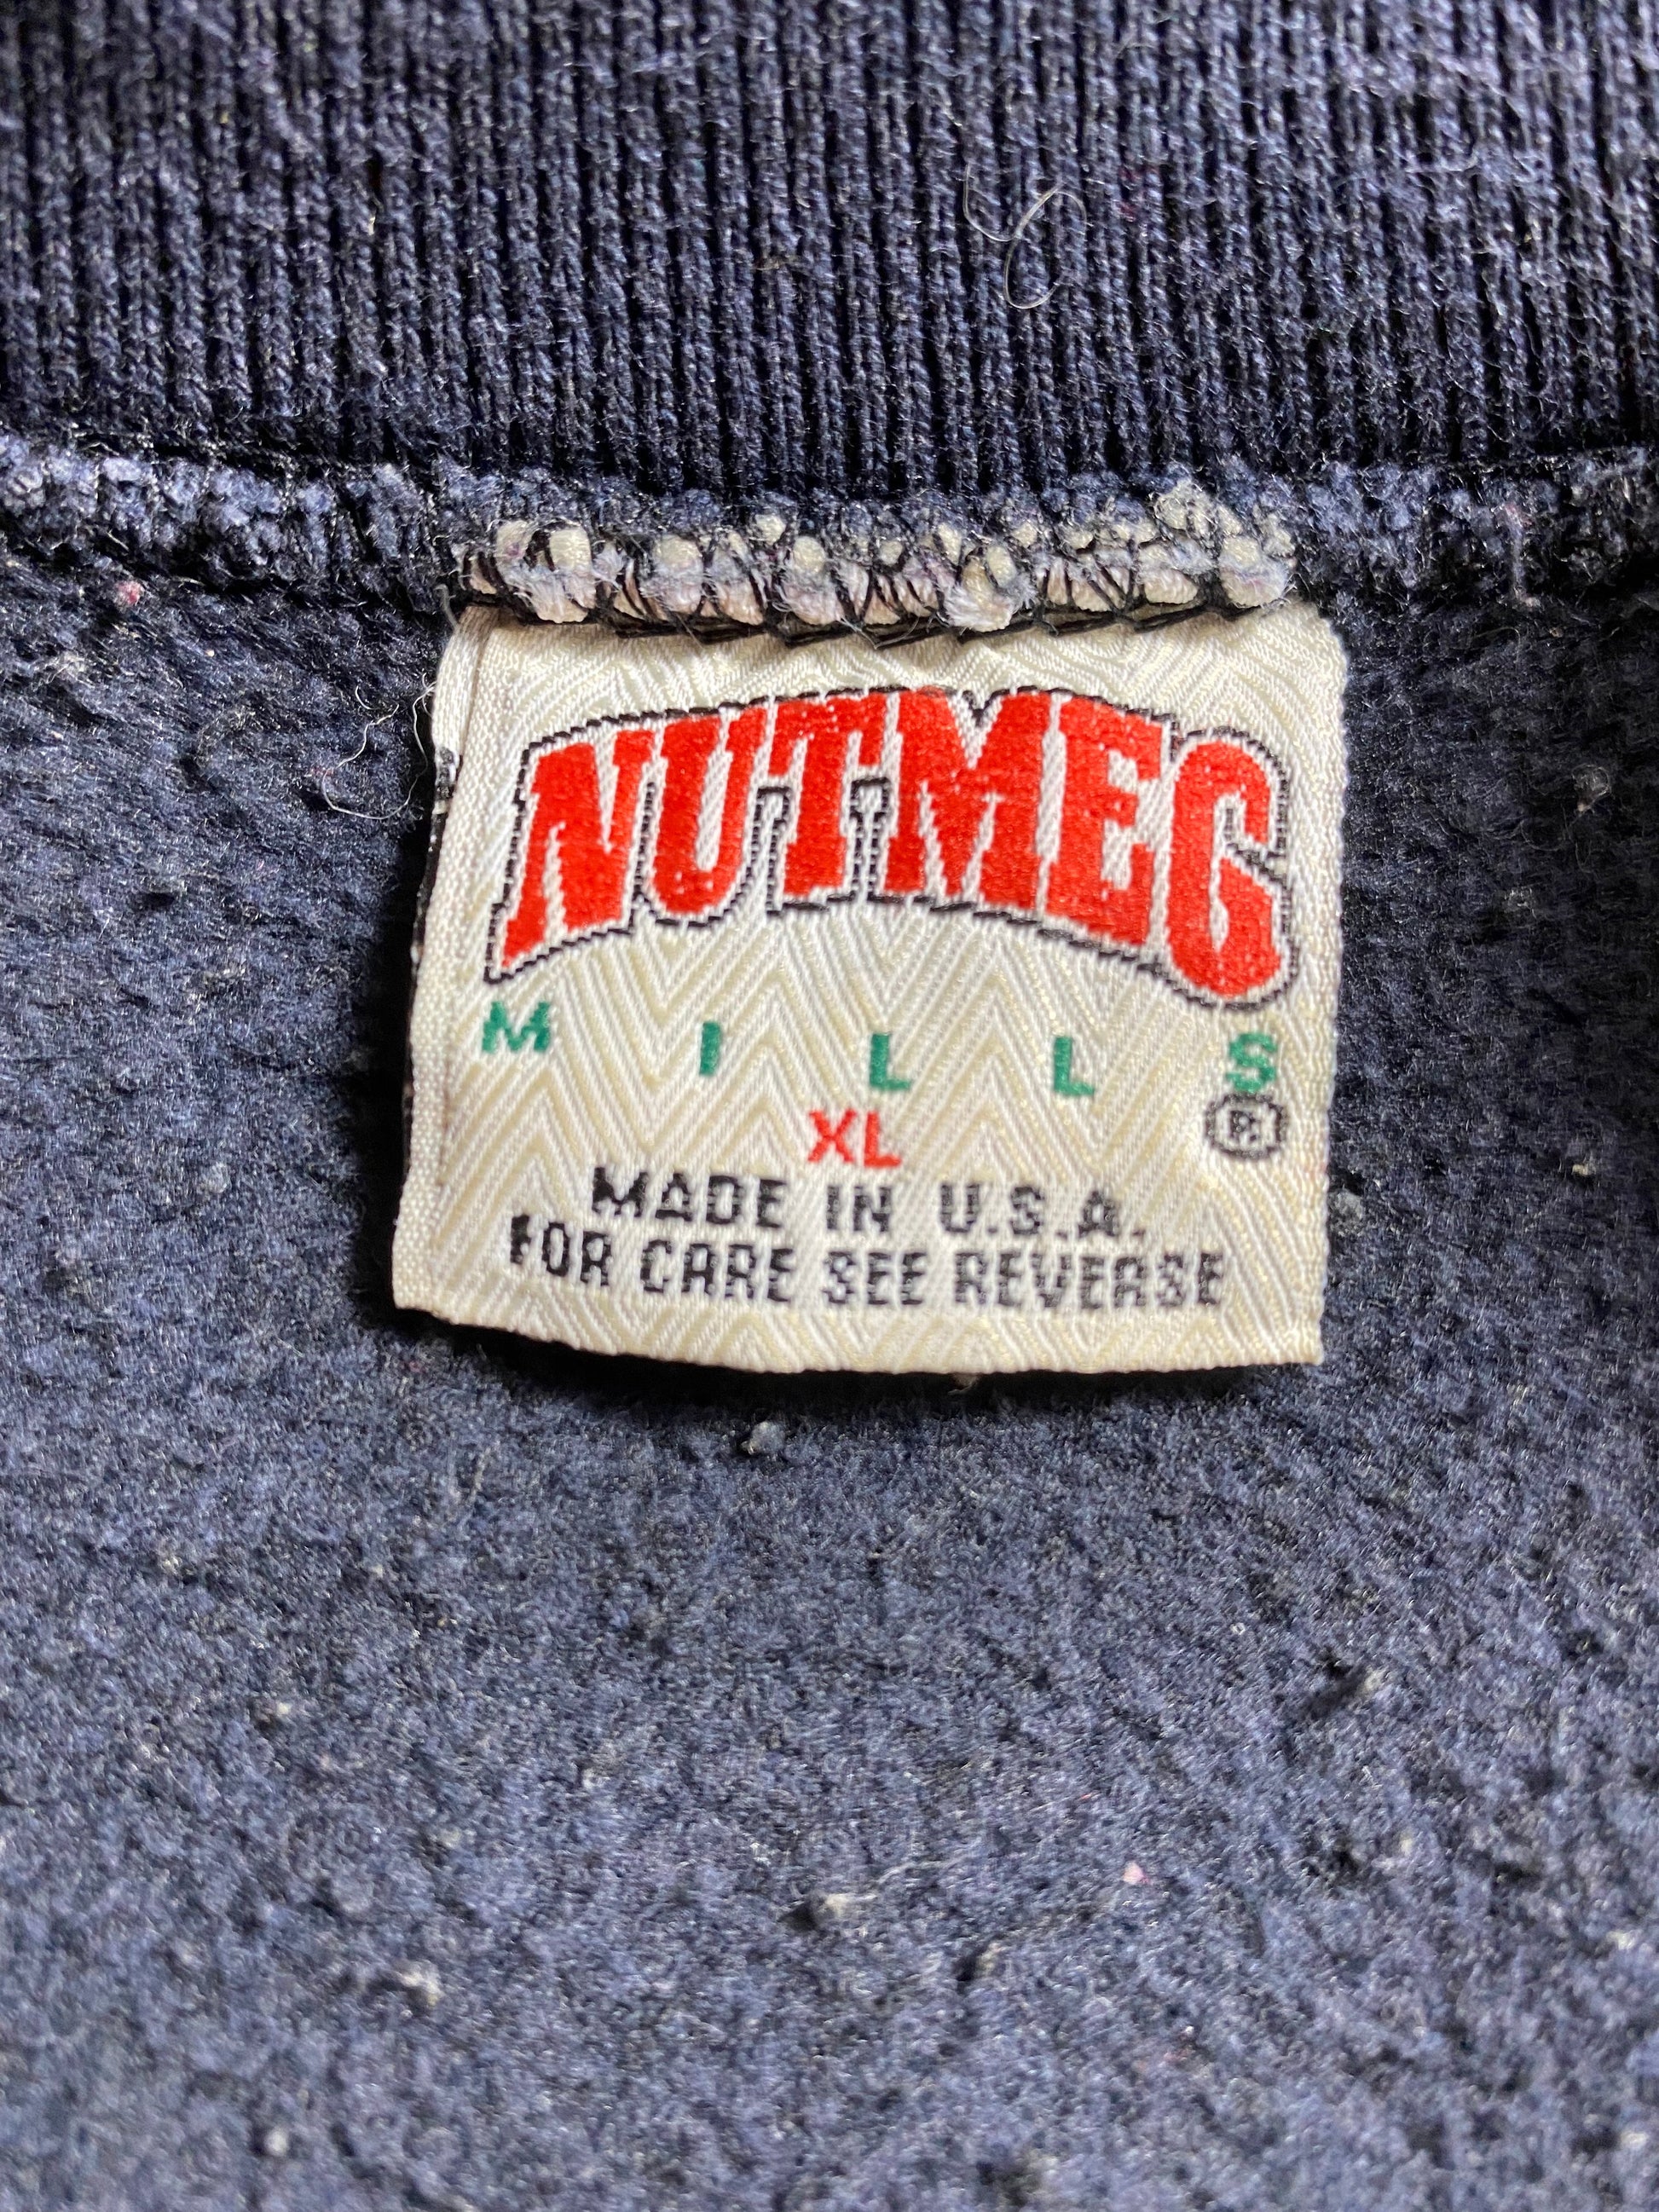 NUTMEG
MILLS
®
XL
MADE IN U.S.A.
FOR CARE SEE REVERSE